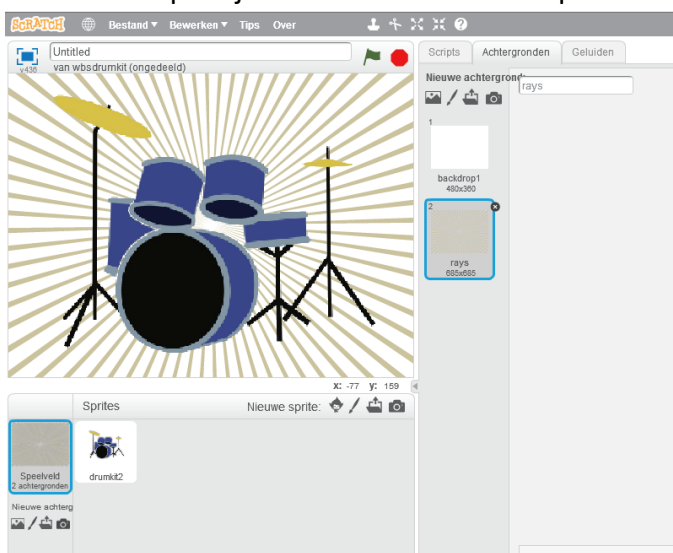 SCRATCH Bestand Bewerken Tips Over
Untitled
van wbsdrumkit (ongedeeld)
v436
Scripts Achtergronden Geluiden
Nieuwe achtergrond:
rays
1
backdrop1
480x360
2
rays
685x685
x: -77 y: 159
Sprites
Nieuwe sprite:
Speelveld
2 achtergronden
drumkit2
Nieuwe achterg